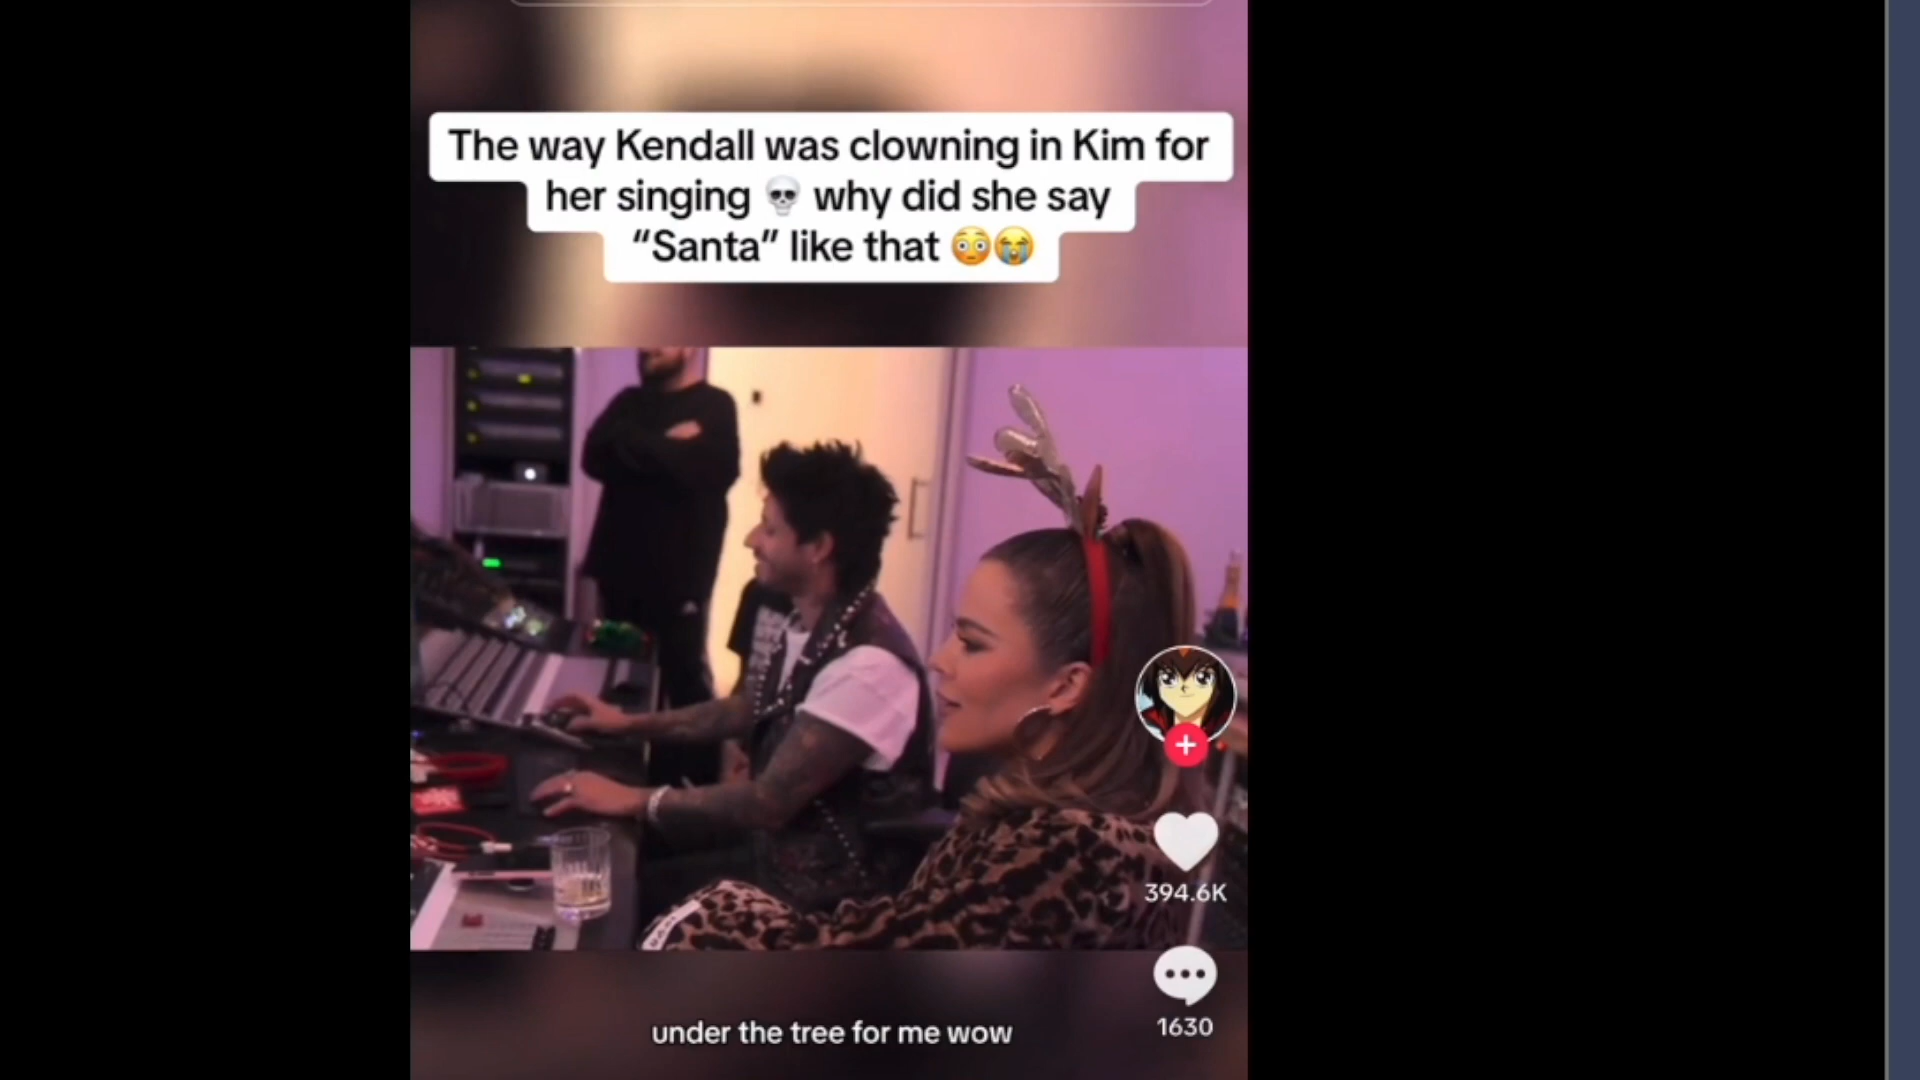 The way Kendall was clowning in Kim for
her singing 💀 why did she say
“Santa” like that 😳😭
394.6K
1630
under the tree for me wow